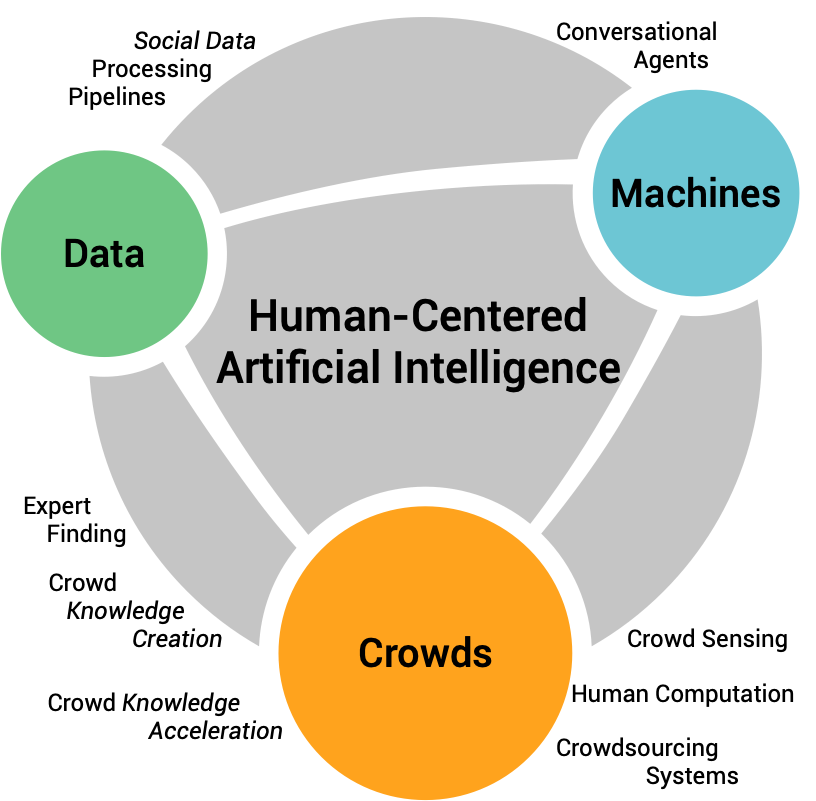 Social Data
Processing
Pipelines
Conversational
Agents
Machines
Data
Human-Centered
Artificial Intelligence
Expert
Finding
Crowd
Knowledge
Creation
Crowd Knowledge
Acceleration
Crowds
Crowd Sensing
Human Computation
Crowdsourcing
Systems